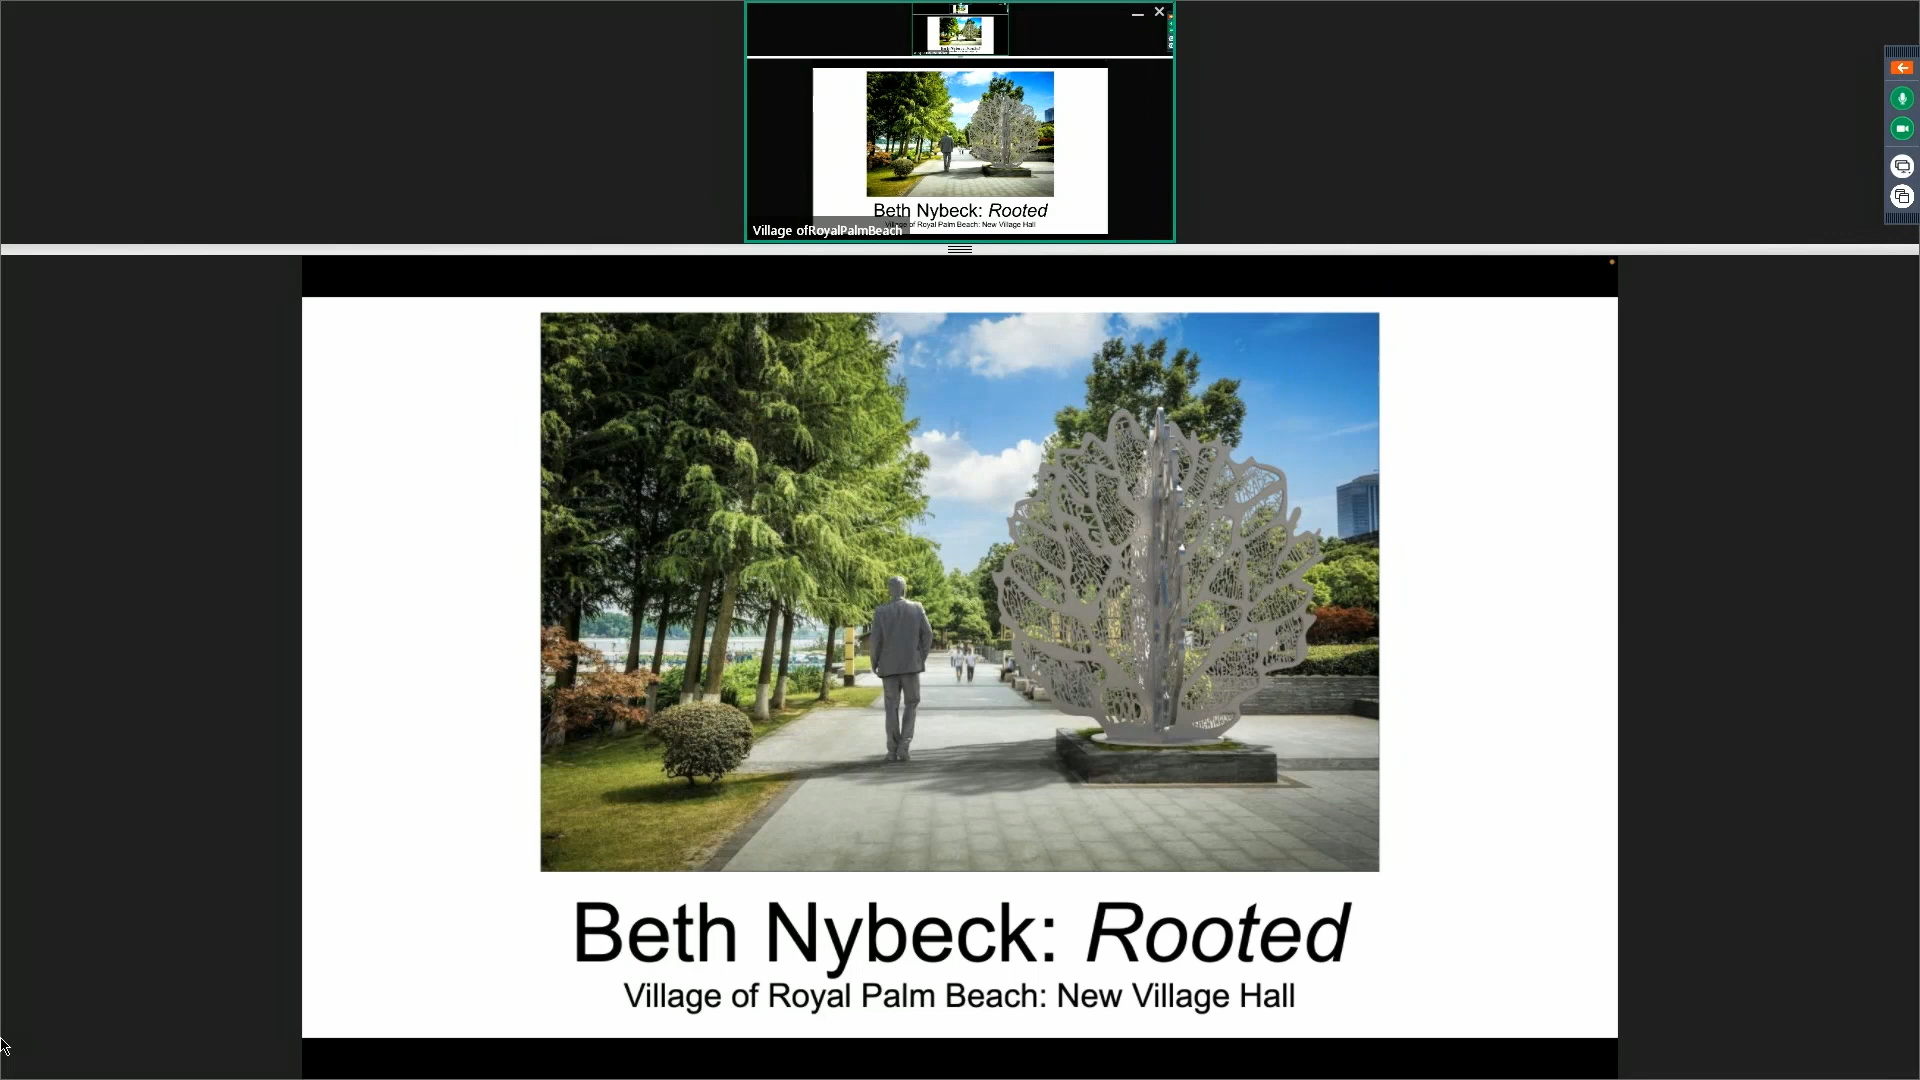 Beth Nybeck: Rooted
Village of Royal Palm Beach: New Village Hall
Village ofRoyalPalmBeach
Beth Nybeck: Rooted
Village of Royal Palm Beach: New Village Hall